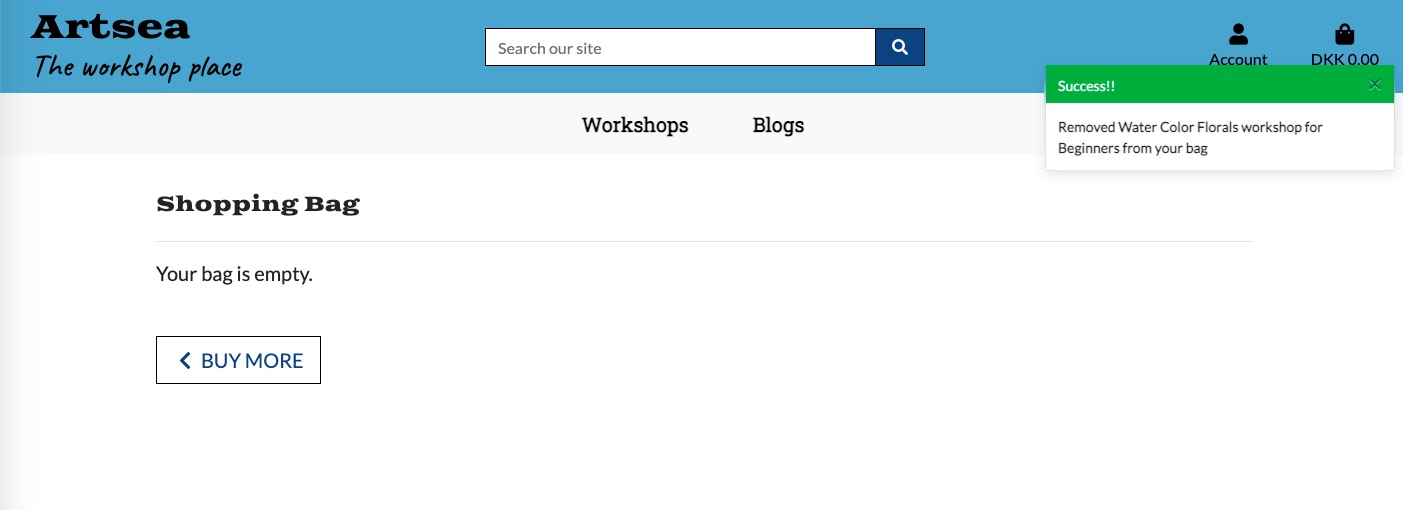 Artsea
The workshop place
Search our site
Account
DKK 0.00
Success!!
×
Removed Water Color Florals workshop for
Beginners from your bag
Workshops
Blogs
Shopping Bag
Your bag is empty.
BUY MORE